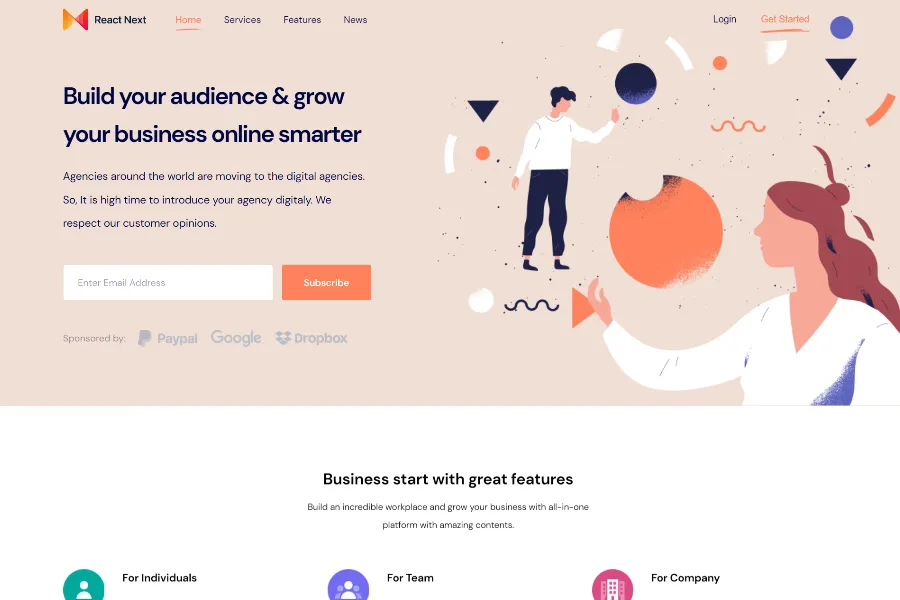 React Next
Home
Services
Features
News
Login
Get Started
Build your audience & grow
your business online smarter
Agencies around the world are moving to the digital agencies.
So, It is high time to introduce your agency digitaly. We
respect our customer opinions.
Enter Email Address
Subscribe
Sponsored by:
Paypal
Google
Dropbox
Business start with great features
Build an incredible workplace and grow your business with all-in-one
platform with amazing contents.
For Individuals
For Team
For Company